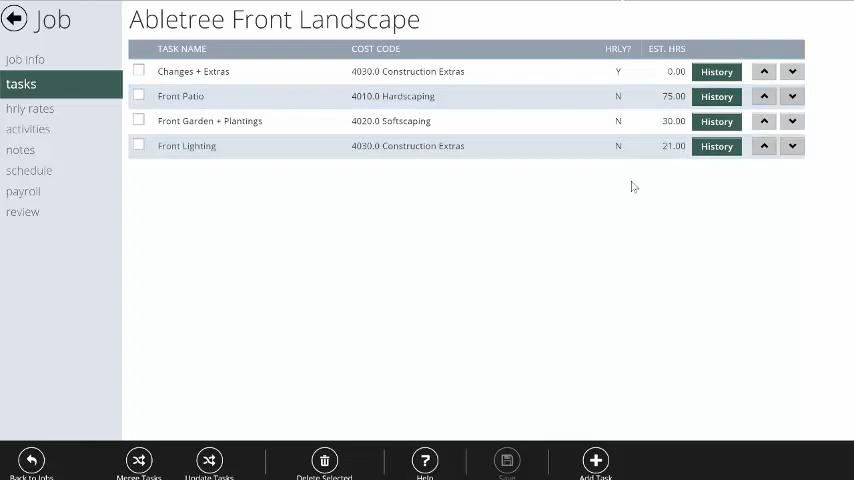 Job
Abletree Front Landscape
job info
tasks
hrly rates
activities
notes
schedule
payroll
review
TASK NAME COST CODE HRLY? EST. HRS
Changes + Extras 4030.0 Construction Extras Y 0.00 History
Front Patio 4010.0 Hardscaping N 75.00 History
Front Garden + Plantings 4020.0 Softscaping N 30.00 History
Front Lighting 4030.0 Construction Extras N 21.00 History
Back to Jobs Merge Tasks Update Tasks Delete Selected ? Help Save Add Task